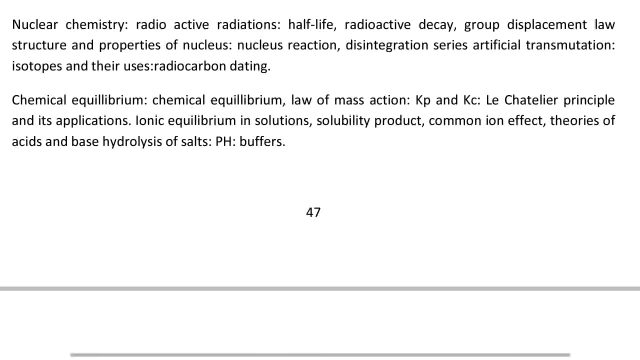 Nuclear chemistry: radio active radiations: half-life, radioactive decay, group displacement law
structure and properties of nucleus: nucleus reaction, disintegration series artificial transmutation:
isotopes and their uses:radiocarbon dating.
Chemical equillibrium: chemical equillibrium, law of mass action: Kp and Kc: Le Chatelier principle
and its applications. Ionic equilibrium in solutions, solubility product, common ion effect, theories of
acids and base hydrolysis of salts: PH: buffers.
47